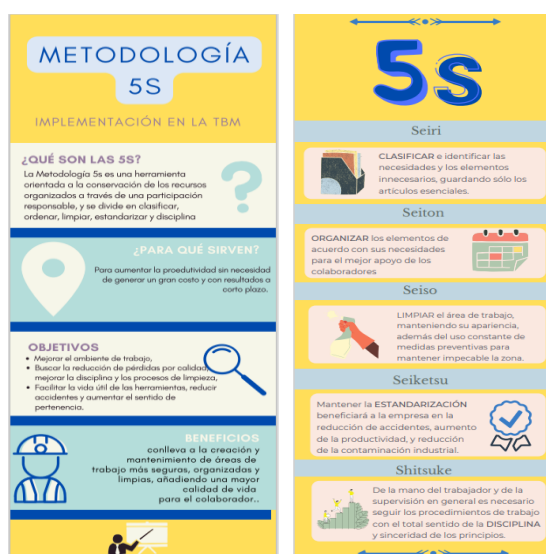 METODOLOGÍA
5S
IMPLEMENTACIÓN EN LA TBM
¿QUÉ SON LAS 5S?
La Metodología 5s es una herramienta
orientada a la conservación de los recursos
organizados a través de una participación
responsable, y se divide en clasificar,
ordenar, limpiar, estandarizar y disciplina
¿PARA QUÉ SIRVEN?
Para aumentar la proedutividad sin necesidad
de generar un gran costo y con resultados a
corto plazo.
OBJETIVOS
Mejorar el ambiente de trabajo,
Buscar la reducción de pérdidas por calidad,
mejorar la disciplina y los procesos de limpieza,
Facilitar la vida útil de las herramientas, reducir
accidentes y aumentar el sentido de
pertenencia.
BENEFICIOS
conlleva a la creación y
mantenimiento de áreas de
trabajo más seguras, organizadas y
limpias, añadiendo una mayor
calidad de vida
para el colaborador..
5s
Seiri
CLASIFICAR e identificar las
necesidades y los elementos
innecesarios, guardando sólo los
artículos esenciales.
Seiton
ORGANIZAR los elementos de
acuerdo con sus necesidades
para el mejor apoyo de los
colaboradores
Seiso
LIMPIAR el área de trabajo,
manteniendo su apariencia,
además del uso constante de
medidas preventivas para
mantener impecable la zona.
Seiketsu
Mantener la ESTANDARIZACIÓN
beneficiará a la empresa en la
reducción de accidentes, aumento
de la productividad, y reducción
de la contaminación industrial.
Shitsuke
De la mano del trabajador y de la
supervisión en general es necesario
seguir los procedimientos de trabajo
con el total sentido de la DISCIPLINA
y sinceridad de los principios.